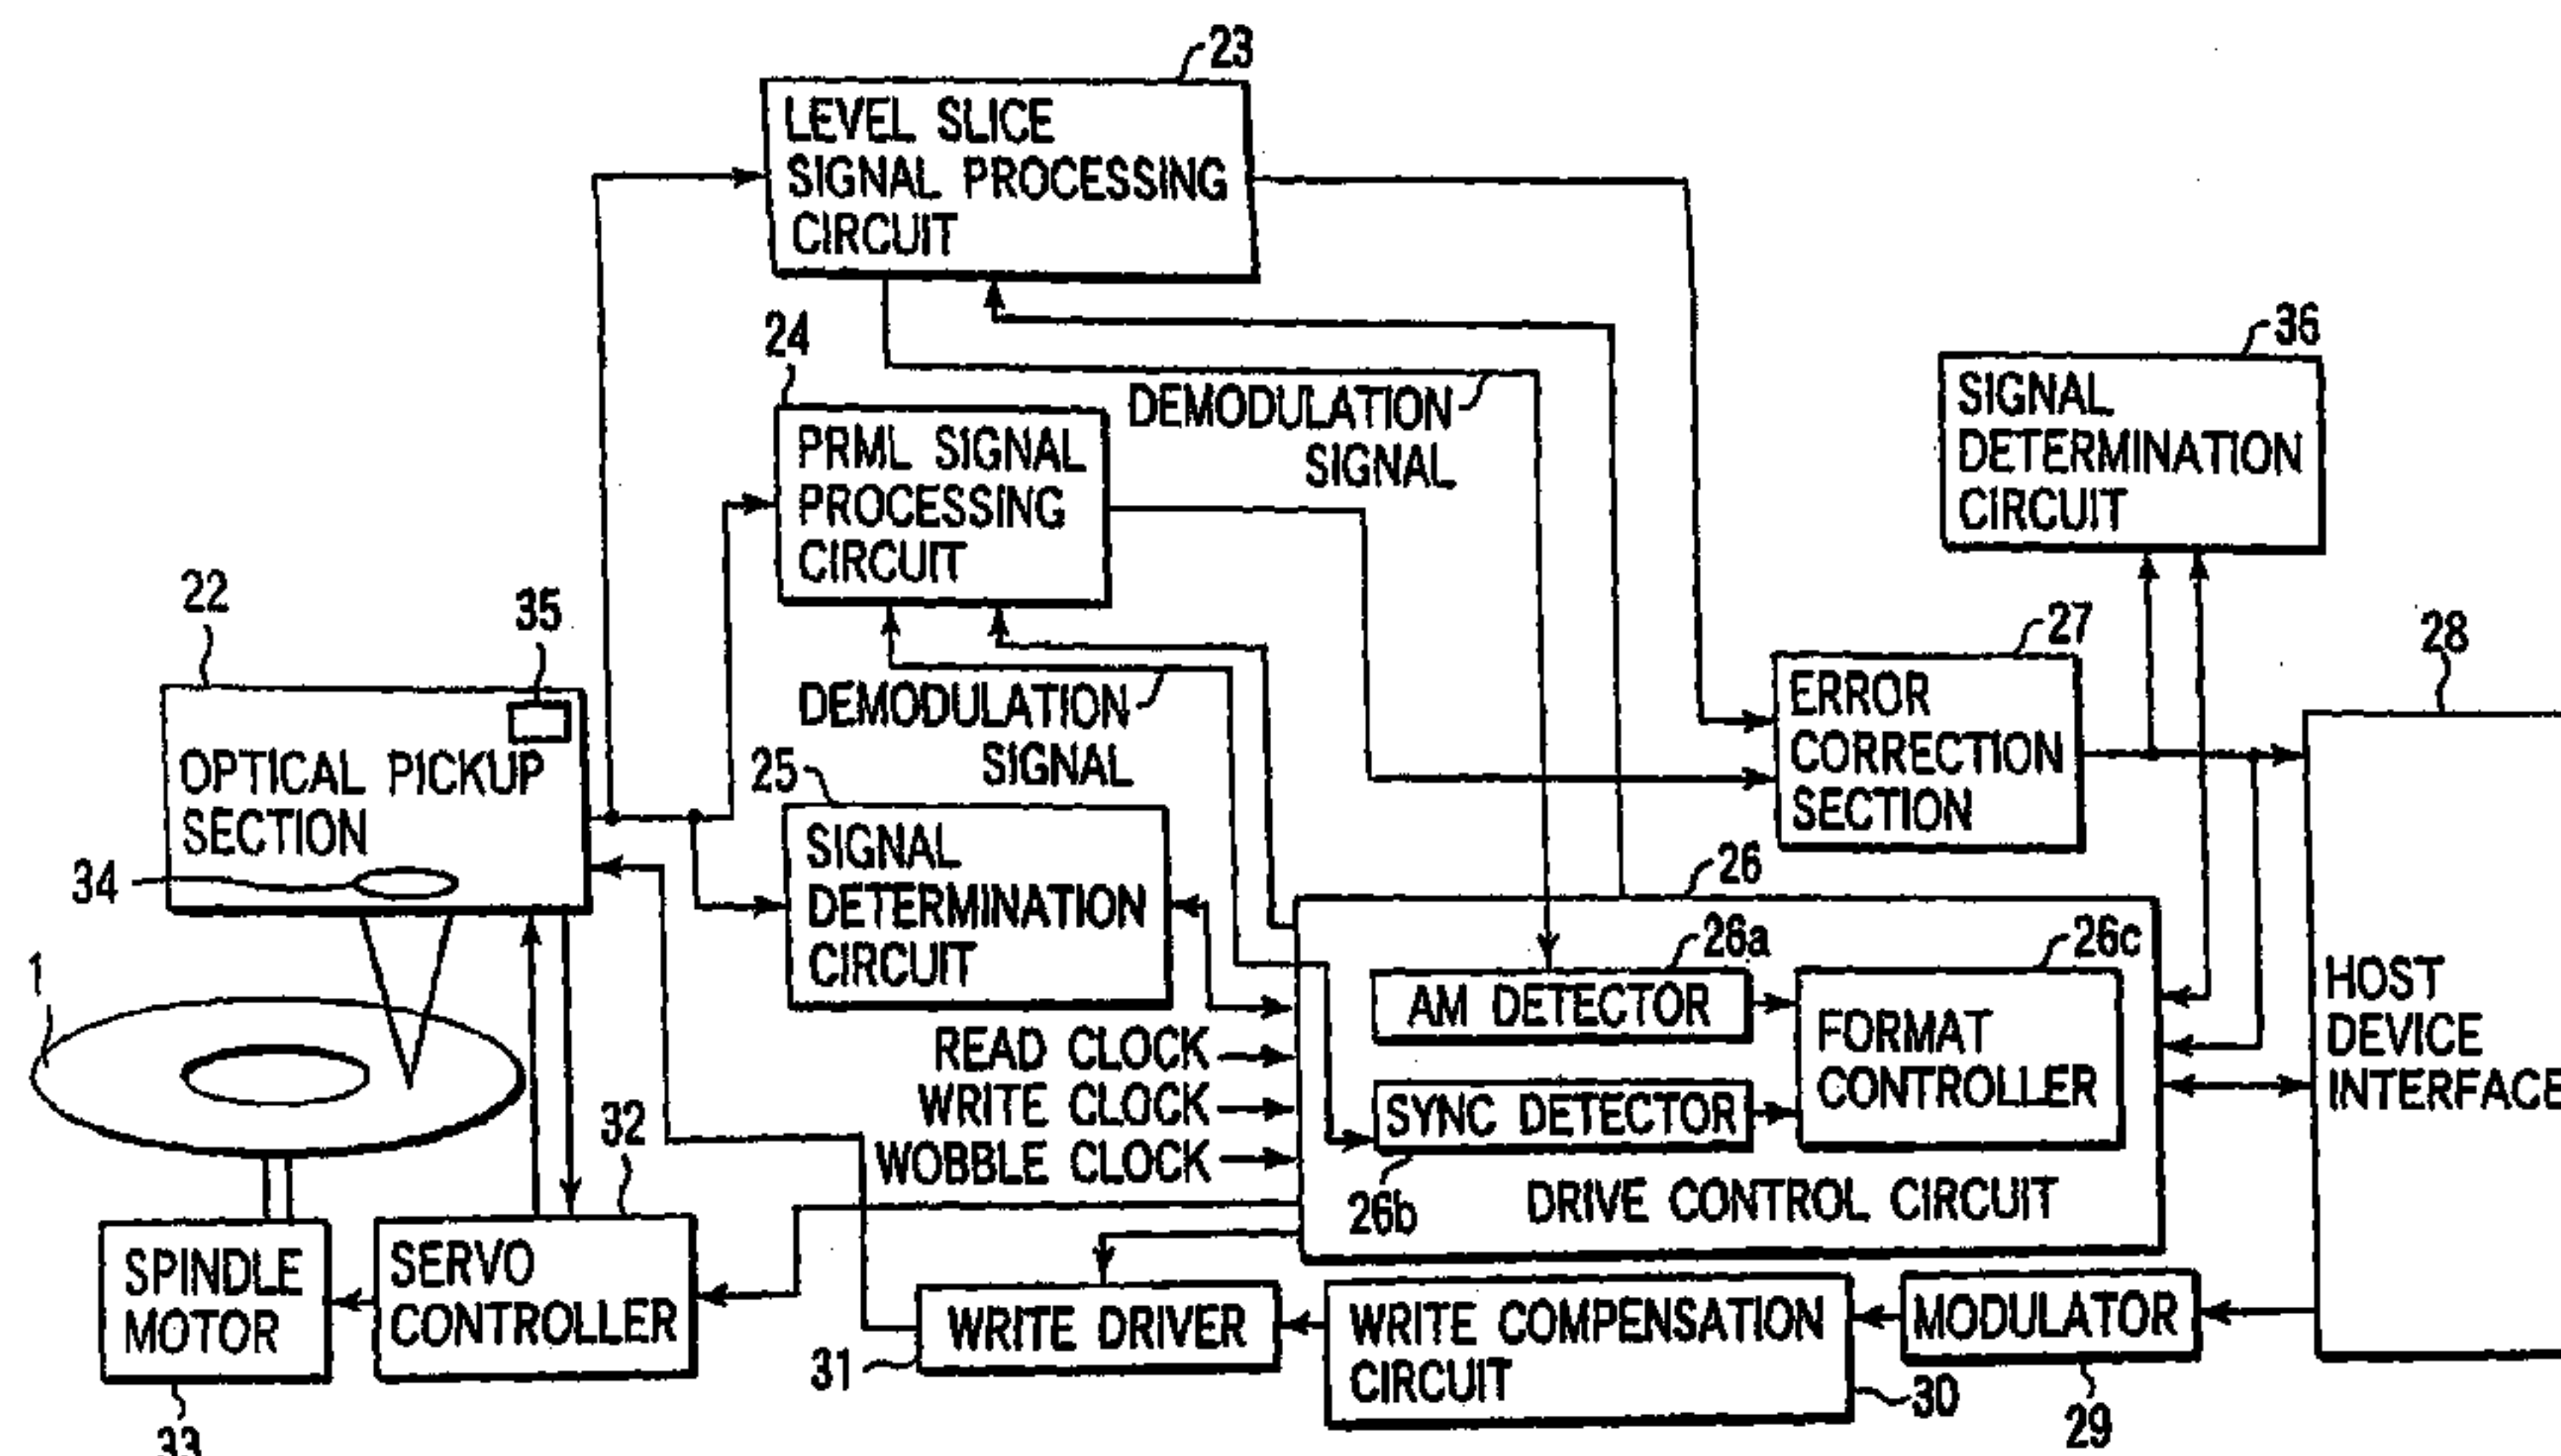 23
LEVEL SLICE
SIGNAL PROCESSING
CIRCUIT
24
DEMODULATION
SIGNAL
36
SIGNAL
DETERMINATION
CIRCUIT
PRML SIGNAL
PROCESSING
CIRCUIT
22
35
27
28
OPTICAL PICKUP
SECTION
34
DEMODULATION
SIGNAL
25
ERROR
CORRECTION
SECTION
SIGNAL
DETERMINATION
CIRCUIT
26
26a
26c
1
AM DETECTOR
FORMAT
CONTROLLER
HOST
DEVICE
INTERFACE
READ CLOCK
WRITE CLOCK
WOBBLE CLOCK
SYNC DETECTOR
26b
DRIVE CONTROL CIRCUIT
32
SPINDLE
MOTOR
SERVO
CONTROLLER
WRITE DRIVER
31
WRITE COMPENSATION
CIRCUIT
30
MODULATOR
29
33